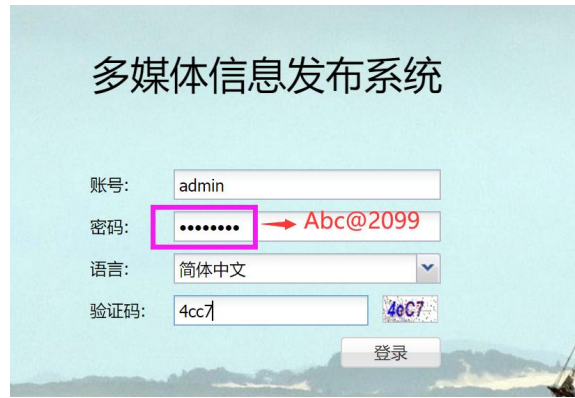 多媒体信息发布系统
账号: admin
密码: •••••••• Abc@2099
语言: 简体中文
验证码: 4cc7 4cC7
登录